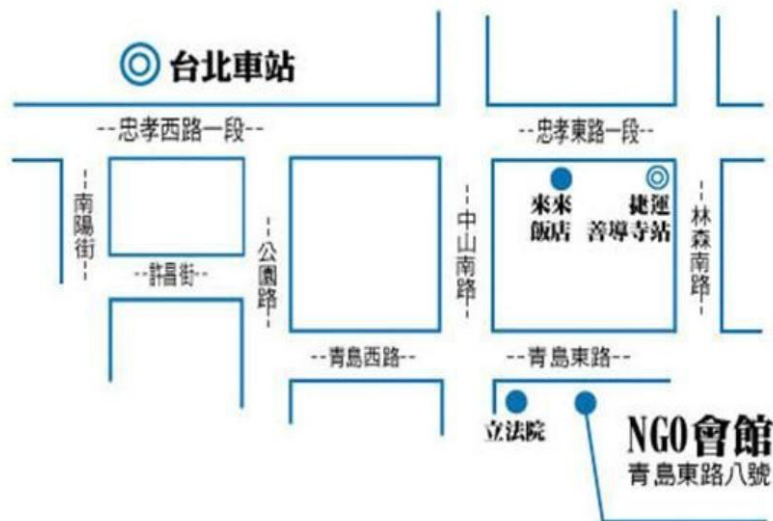 台北車站
--忠孝西路一段--
--忠孝東路一段--
--南陽街--
--許昌街--
--公園路--
--中山南路--
來來
飯店
捷運
善導寺站
--林森南路--
--青島西路--
--青島東路--
立法院
NGO會館
青島東路八號